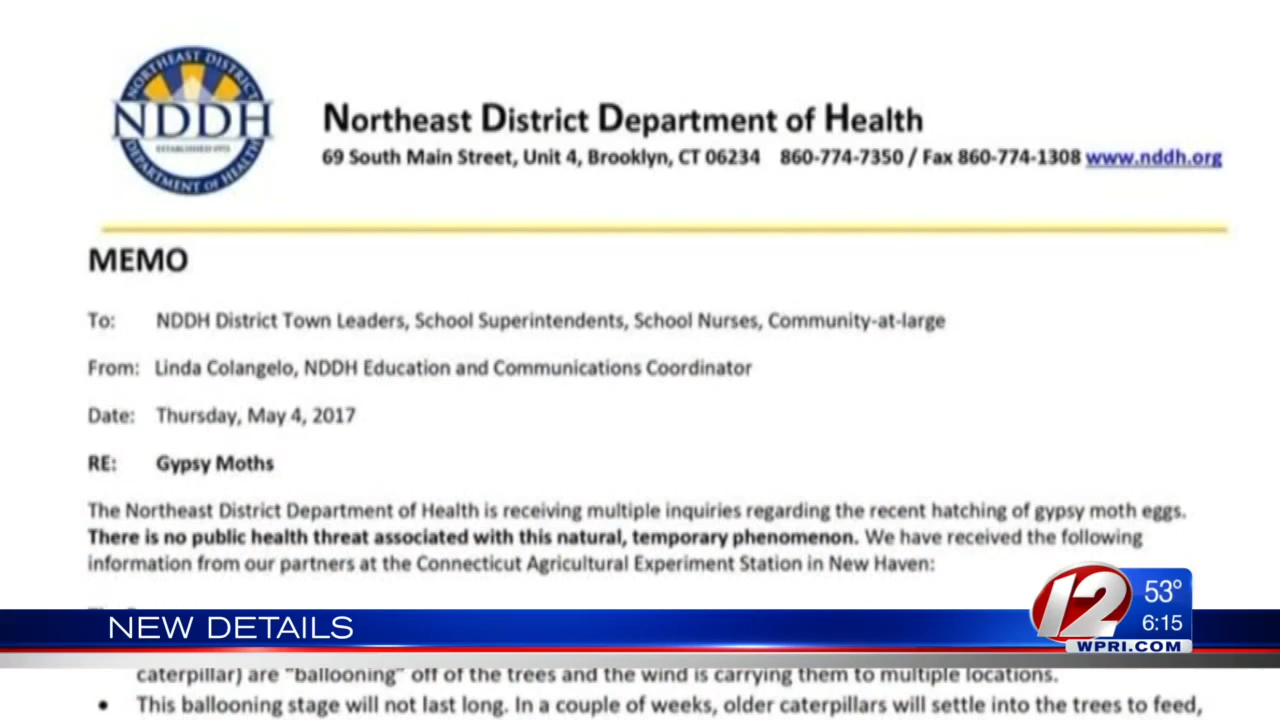 NORTHEAST DISTRICT
NDDH
ESTABLISHED 1973
DEPARTMENT OF HEALTH
Northeast District Department of Health
69 South Main Street, Unit 4, Brooklyn, CT 06234 860-774-7350 / Fax 860-774-1308 www.nddh.org
MEMO
To: NDDH District Town Leaders, School Superintendents, School Nurses, Community-at-large
From: Linda Colangelo, NDDH Education and Communications Coordinator
Date: Thursday, May 4, 2017
RE: Gypsy Moths
The Northeast District Department of Health is receiving multiple inquiries regarding the recent hatching of gypsy moth eggs.
There is no public health threat associated with this natural, temporary phenomenon. We have received the following
information from our partners at the Connecticut Agricultural Experiment Station in New Haven:
12
53°
6:15
WPRI.COM
NEW DETAILS
caterpillar) are "ballooning" off of the trees and the wind is carrying them to multiple locations.
• This ballooning stage will not last long. In a couple of weeks, older caterpillars will settle into the trees to feed,